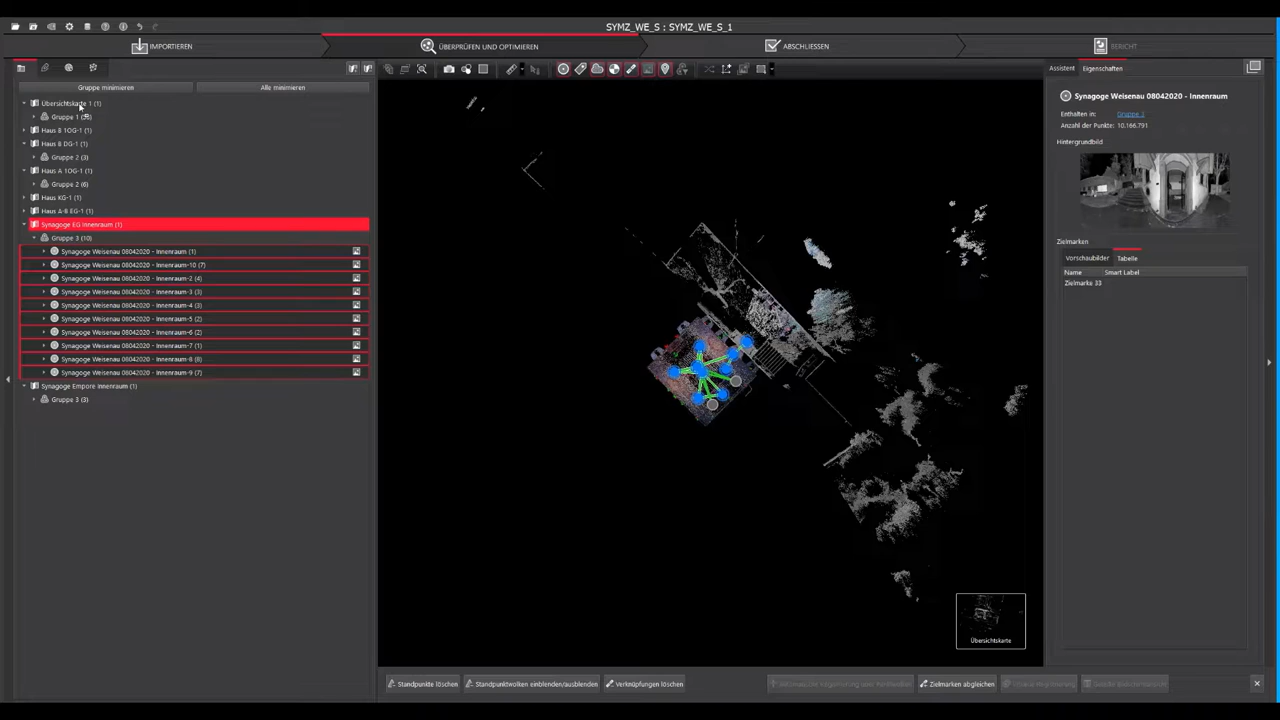 SYMZ_WE_S : SYMZ_WE_S_1
IMPORTIEREN
ÜBERPRÜFEN UND OPTIMIEREN
ABSCHLIESSEN
BERICHT
Assistent
Eigenschaften
Gruppe minimieren
Alle minimieren
Übersichtskarte 1 (1)
Gruppe 1
Haus B 1OG-1 (1)
Haus B DG-1 (1)
Gruppe 2 (3)
Haus A 1OG-1 (1)
Gruppe 2 (6)
Haus KG-1 (1)
Haus A-B EG-1 (1)
Synagoge EG Innenraum (1)
Gruppe 3 (10)
Synagoge Weisenau 08042020 - Innenraum (1)
Synagoge Weisenau 08042020 - Innenraum-10 (7)
Synagoge Weisenau 08042020 - Innenraum-2 (4)
Synagoge Weisenau 08042020 - Innenraum-3 (3)
Synagoge Weisenau 08042020 - Innenraum-4 (3)
Synagoge Weisenau 08042020 - Innenraum-5 (2)
Synagoge Weisenau 08042020 - Innenraum-6 (2)
Synagoge Weisenau 08042020 - Innenraum-7 (1)
Synagoge Weisenau 08042020 - Innenraum-8 (8)
Synagoge Weisenau 08042020 - Innenraum-9 (7)
Synagoge Empore Innenraum (1)
Gruppe 3 (3)
Übersichtskarte
Synagoge Weisenau 08042020 - Innenraum
Enthalten in: Gruppe 3
Anzahl der Punkte: 10.166.791
Hintergrundbild
Zielmarken
Vorschaubilder
Tabelle
Name Smart Label
Zielmarke 33
Standpunkte löschen
Standpunktwolken einblenden/ausblenden
Verknüpfungen löschen
Zielmarken abgleichen